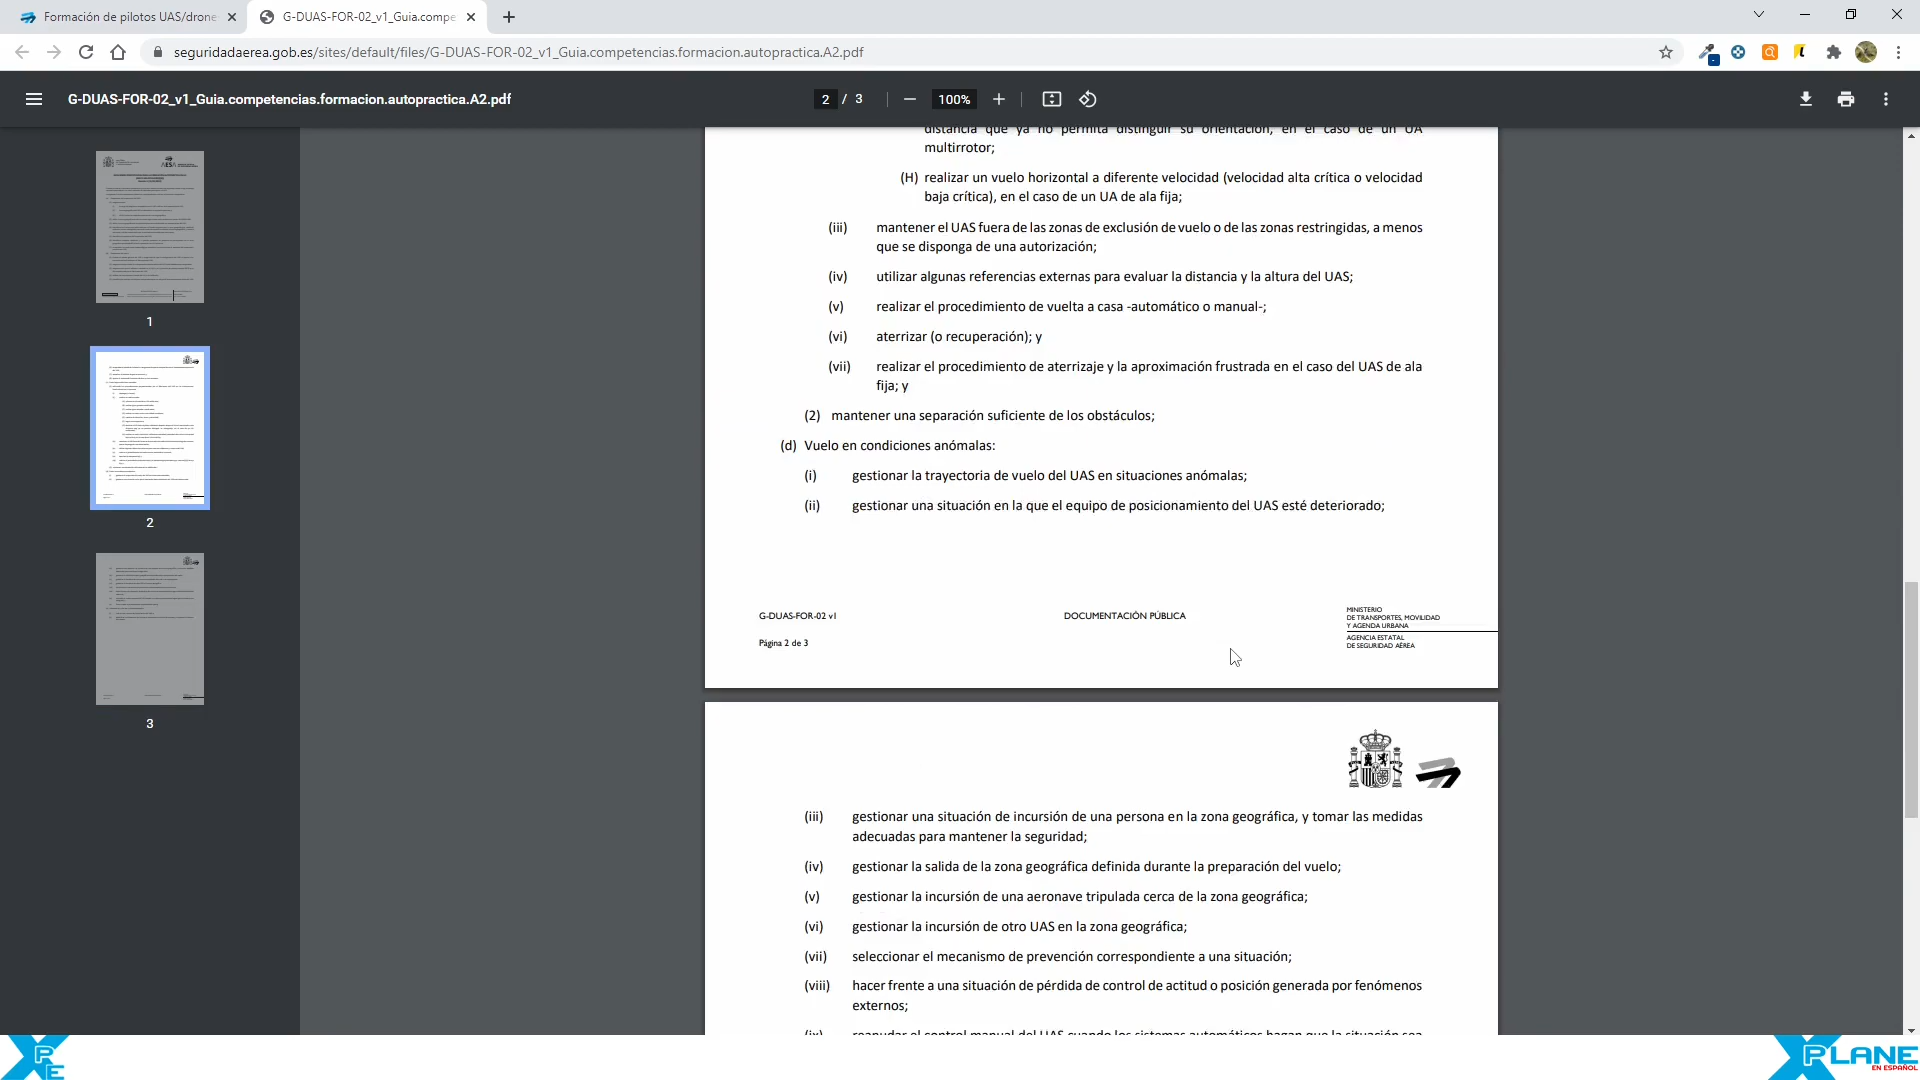 Formación de pilotos UAS/drone
G-DUAS-FOR-02_v1_Guia.compe
seguridadaerea.gob.es/sites/default/files/G-DUAS-FOR-02_v1_Guia.competencias.formacion.autopractica.A2.pdf
G-DUAS-FOR-02_v1_Guia.competencias.formacion.autopractica.A2.pdf
2 / 3
100%
1
2
3
distancia que ya no permita distinguir su orientación, en el caso de un UA
multirrotor;
(H) realizar un vuelo horizontal a diferente velocidad (velocidad alta crítica o velocidad
baja crítica), en el caso de un UA de ala fija;
(iii) mantener el UAS fuera de las zonas de exclusión de vuelo o de las zonas restringidas, a menos
que se disponga de una autorización;
(iv) utilizar algunas referencias externas para evaluar la distancia y la altura del UAS;
(v) realizar el procedimiento de vuelta a casa -automático o manual-;
(vi) aterrizar (o recuperación); y
(vii) realizar el procedimiento de aterrizaje y la aproximación frustrada en el caso del UAS de ala
fija; y
(2) mantener una separación suficiente de los obstáculos;
(d) Vuelo en condiciones anómalas:
(i) gestionar la trayectoria de vuelo del UAS en situaciones anómalas;
(ii) gestionar una situación en la que el equipo de posicionamiento del UAS esté deteriorado;
G-DUAS-FOR-02 v1
DOCUMENTACIÓN PÚBLICA
MINISTERIO
DE TRANSPORTES, MOVILIDAD
Y AGENDA URBANA
Página 2 de 3
AGENCIA ESTATAL
DE SEGURIDAD AÉREA
(iii) gestionar una situación de incursión de una persona en la zona geográfica, y tomar las medidas
adecuadas para mantener la seguridad;
(iv) gestionar la salida de la zona geográfica definida durante la preparación del vuelo;
(v) gestionar la incursión de una aeronave tripulada cerca de la zona geográfica;
(vi) gestionar la incursión de otro UAS en la zona geográfica;
(vii) seleccionar el mecanismo de prevención correspondiente a una situación;
(viii) hacer frente a una situación de pérdida de control de actitud o posición generada por fenómenos
externos;
(ix) reanudar el control manual del UAS cuando los sistemas automáticos hagan que la situación sea
XPE
XPLANE
EN ESPAÑOL